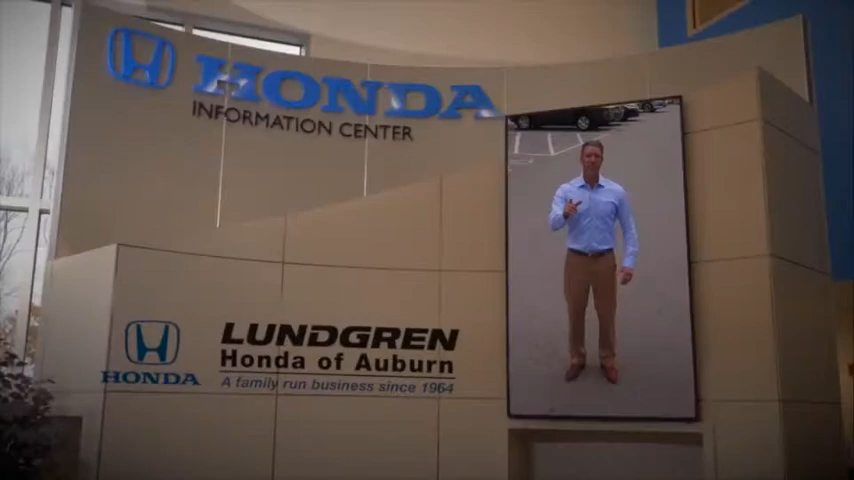 HONDA
INFORMATION CENTER
LUNDGREN
Honda of Auburn
HONDA
A family run business since 1964